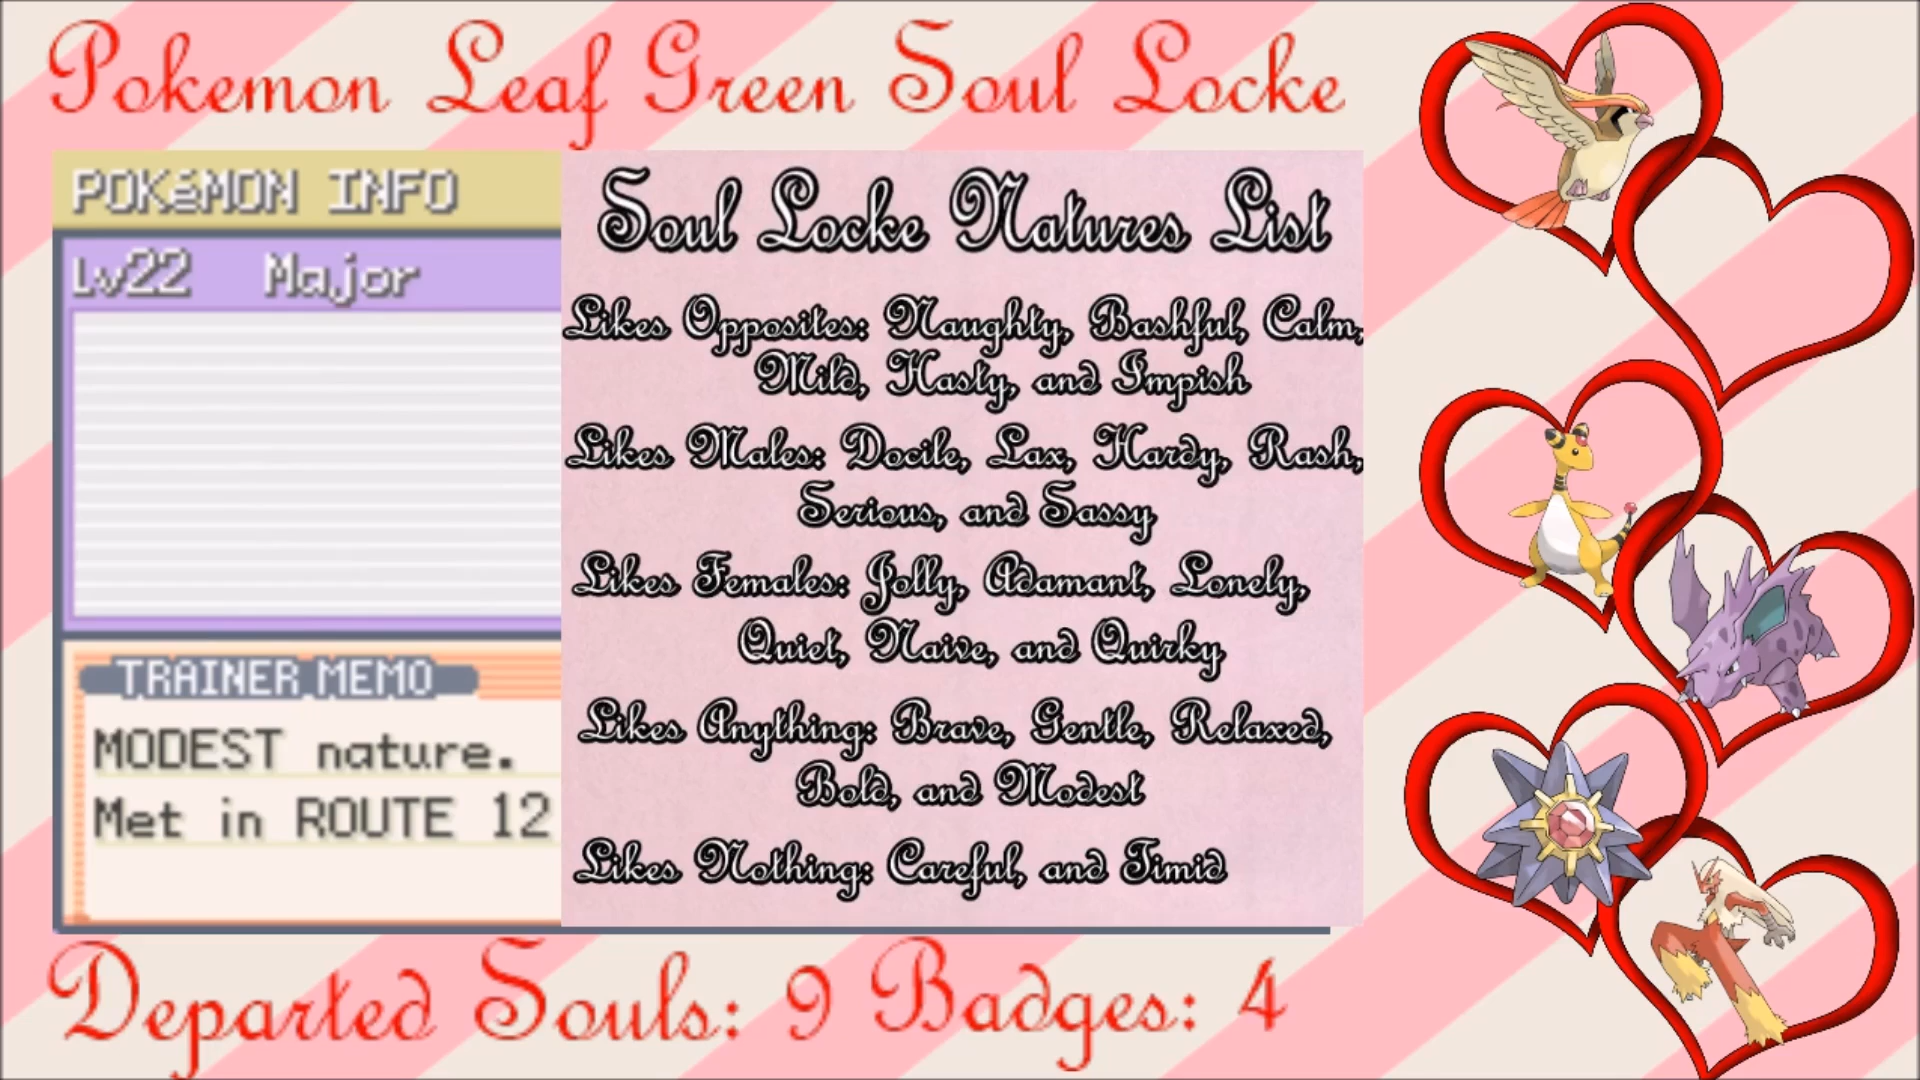 Pokemon Leaf Green Soul Locke
POKéMON INFO
Lv22 Major
TRAINER MEMO
MODEST nature.
Met in ROUTE 12
Soul Locke Natures List
Likes Opposites: Naughty, Bashful, Calm,
Mild, Hasty, and Impish
Likes Males: Docile, Lax, Hardy, Rash,
Serious, and Sassy
Likes Females: Jolly, Adamant, Lonely,
Quiet, Naive, and Quirky
Likes Anything: Brave, Gentle, Relaxed,
Bold, and Modest
Likes Nothing: Careful, and Timid
Departed Souls: 9 Badges: 4